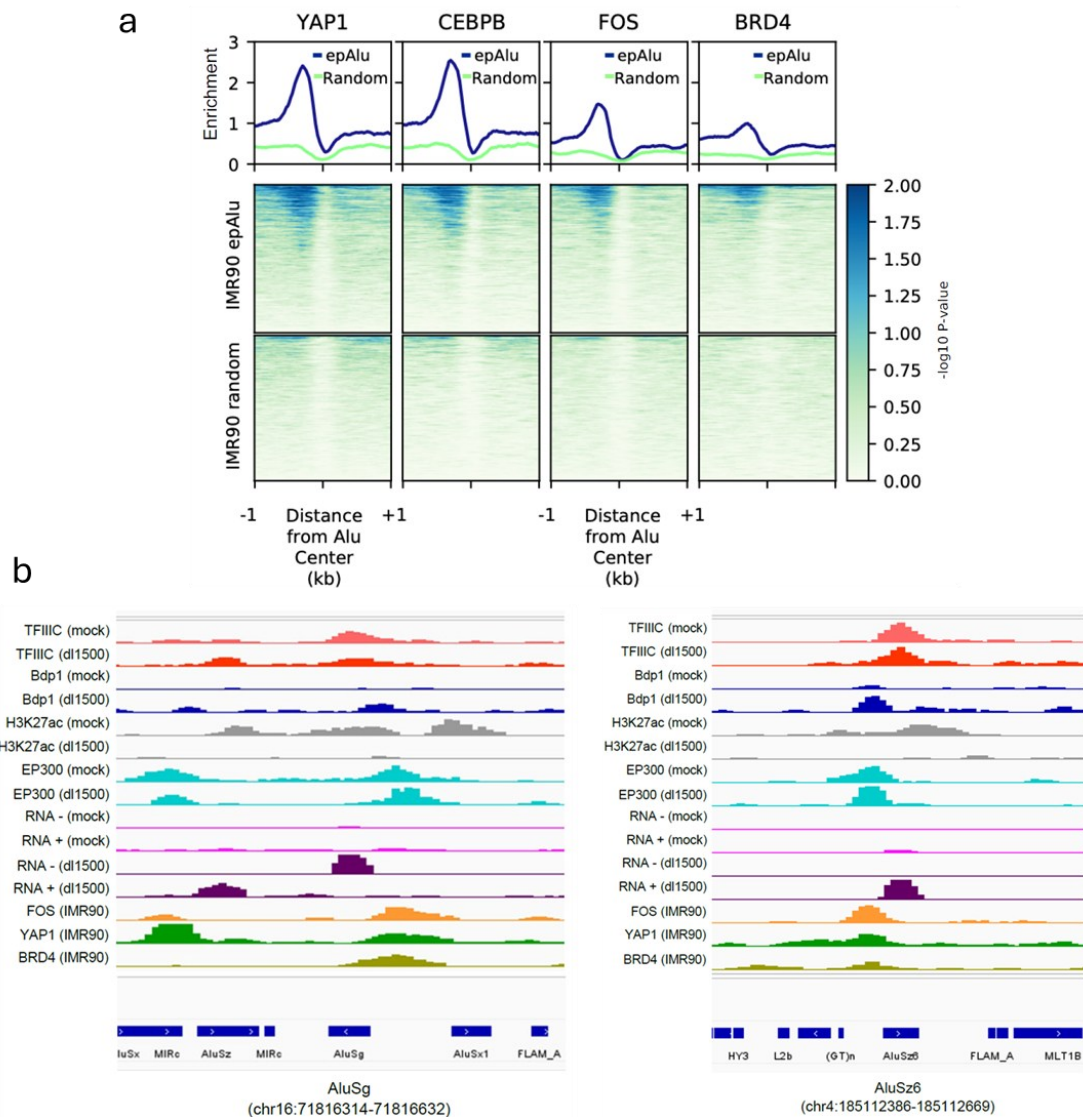 a
YAP1 CEBPB FOS BRD4
3
2
1
0
Enrichment
epAlu
Random
epAlu
Random
epAlu
Random
epAlu
Random
IMR90 epAlu
IMR90 random
2.00
1.75
1.50
1.25
1.00
0.75
0.50
0.25
0.00
-log10 P-value
-1 Distance +1 -1 Distance +1
from Alu from Alu
Center Center
(kb) (kb)
b
TFIIIC (mock)
TFIIIC (dl1500)
Bdp1 (mock)
Bdp1 (dl1500)
H3K27ac (mock)
H3K27ac (dl1500)
EP300 (mock)
EP300 (dl1500)
RNA - (mock)
RNA + (mock)
RNA - (dl1500)
RNA + (dl1500)
FOS (IMR90)
YAP1 (IMR90)
BRD4 (IMR90)
luSx MIRc AluSz MIRc AluSg AluSx1 FLAM_A
AluSg
(chr16:71816314-71816632)
TFIIIC (mock)
TFIIIC (dl1500)
Bdp1 (mock)
Bdp1 (dl1500)
H3K27ac (mock)
H3K27ac (dl1500)
EP300 (mock)
EP300 (dl1500)
RNA - (mock)
RNA + (mock)
RNA - (dl1500)
RNA + (dl1500)
FOS (IMR90)
YAP1 (IMR90)
BRD4 (IMR90)
HY3 L2b (GT)n AluSz6 FLAM_A MLT1B
AluSz6
(chr4:185112386-185112669)